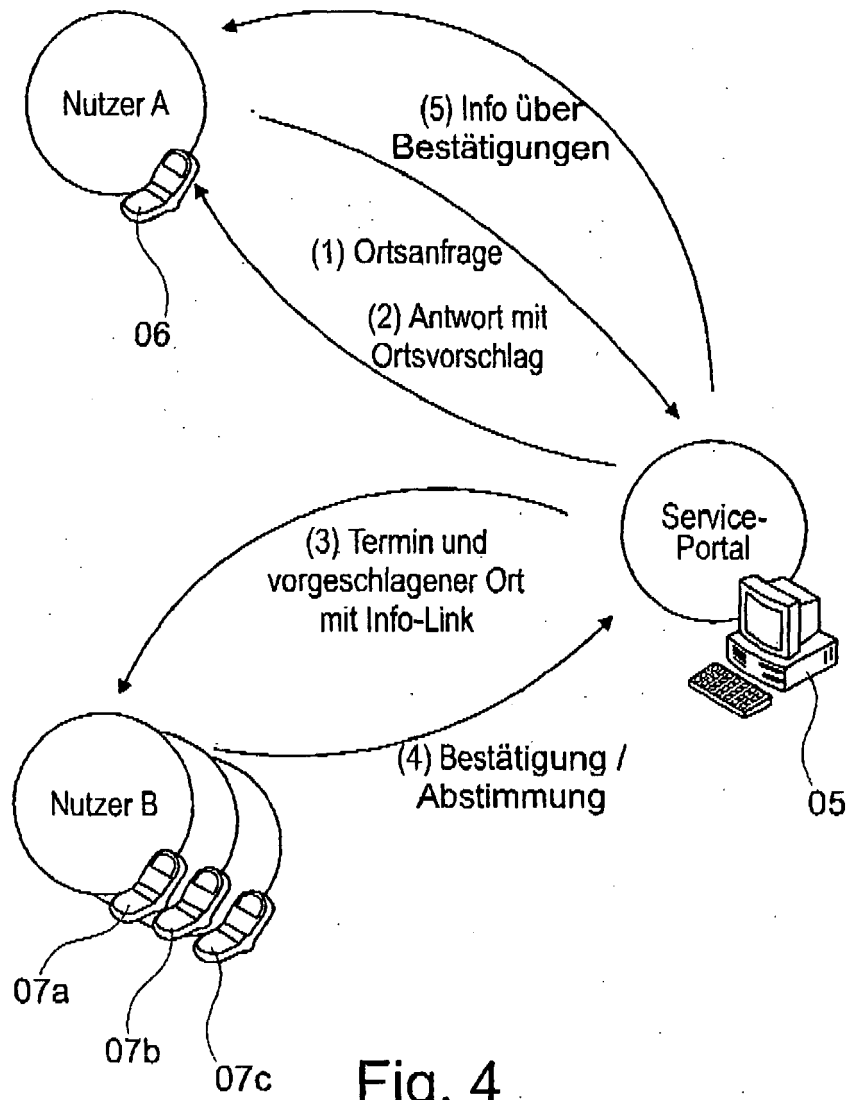 Nutzer A
(5) Info über
Bestätigungen
(1) Ortsanfrage
06
(2) Antwort mit
Ortsvorschlag
Service-
Portal
(3) Termin und
vorgeschlagener Ort
mit Info-Link
(4) Bestätigung /
Abstimmung
05
Nutzer B
07a
07b
07c
Fig. 4